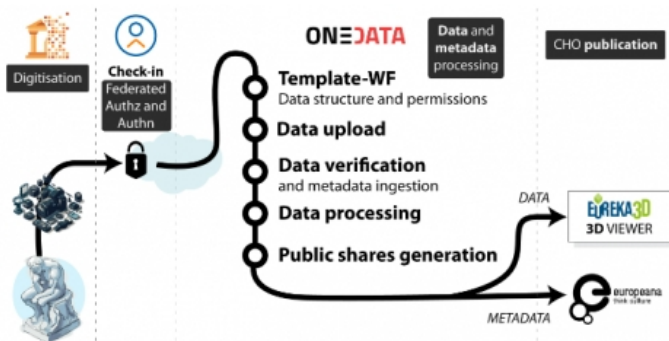 Digitisation
Check-in
Federated
Authz and
Authn
ONEDATA
Data and
metadata
processing
CHO publication
Template-WF
Data structure and permissions
Data upload
Data verification
and metadata ingestion
Data processing
Public shares generation
DATA
EUREKA3D
3D VIEWER
METADATA
europeana
think culture